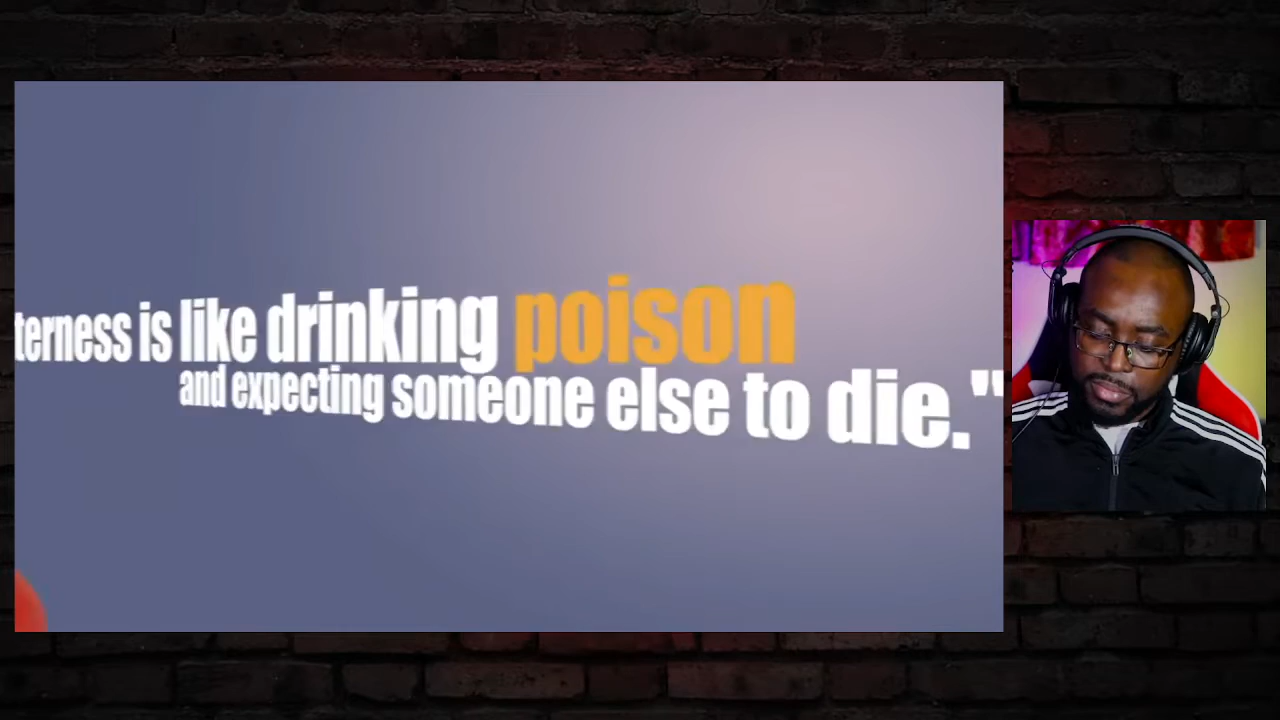 terness is like drinking poison
and expecting someone else to die."